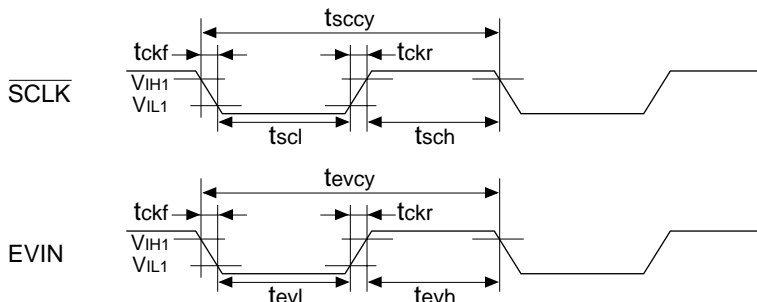 tsccy
tckf
tckr
SCLK
VIH1
VIL1
tscl
tsch
tevcy
tckf
tckr
EVIN
VIH1
VIL1
tevl
tevh